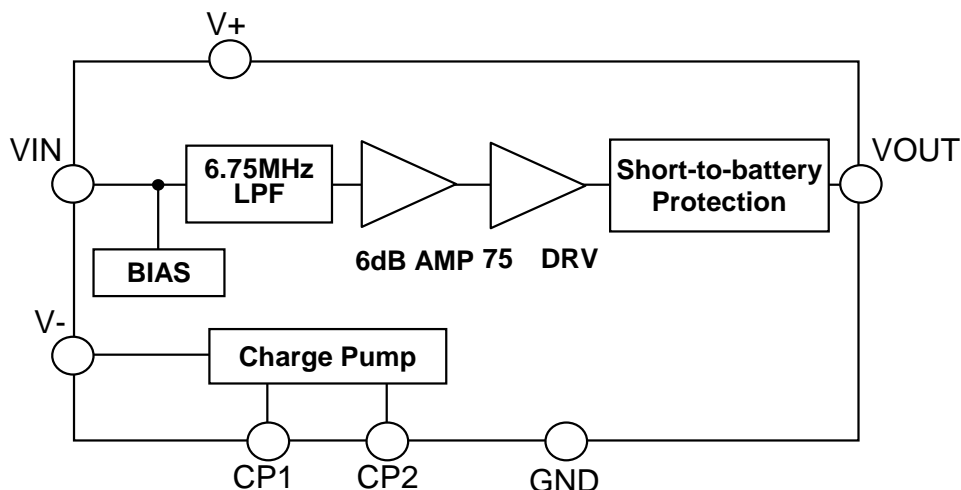 V+
VIN
6.75MHz
LPF
Short-to-battery
Protection
VOUT
BIAS
6dB AMP 75 DRV
V-
Charge Pump
CP1
CP2
GND